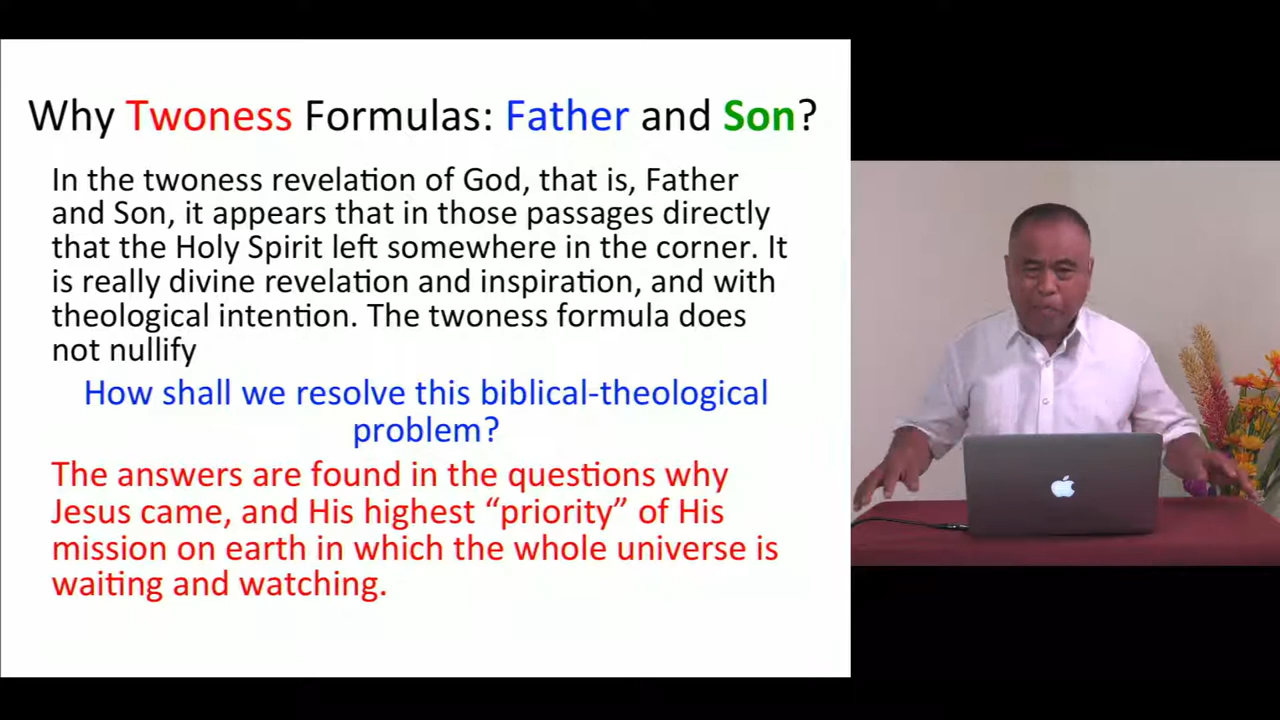 Why Twoness Formulas: Father and Son?
In the twoness revelation of God, that is, Father
and Son, it appears that in those passages directly
that the Holy Spirit left somewhere in the corner. It
is really divine revelation and inspiration, and with
theological intention. The twoness formula does
not nullify
How shall we resolve this biblical-theological
problem?
The answers are found in the questions why
Jesus came, and His highest “priority” of His
mission on earth in which the whole universe is
waiting and watching.